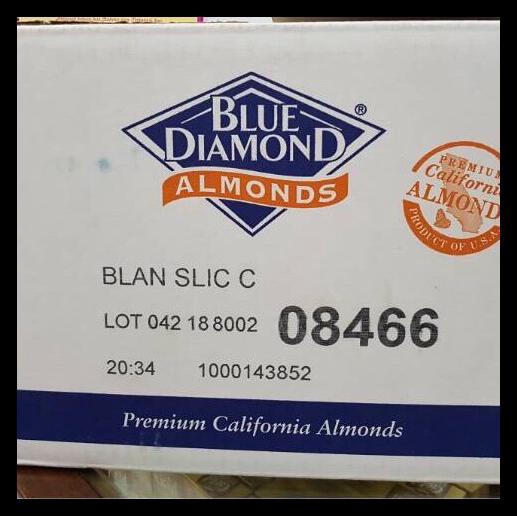 BLUE
DIAMOND
®
ALMONDS
PREMIUM
California
ALMOND
PRODUCT OF U.S.A
BLAN SLIC C
LOT 042 18 8002 08466
20:34 1000143852
Premium California Almonds